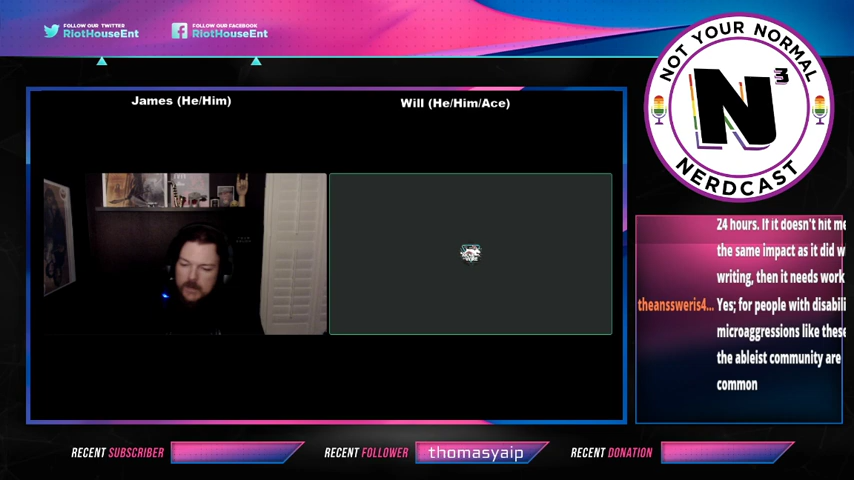 FOLLOW OUR TWITTER
RiotHouseEnt
FOLLOW OUR FACEBOOK
RiotHouseEnt
NOT YOUR NORMAL
N³
NERDCAST
James (He/Him)
Will (He/Him/Ace)
24 hours. If it doesn't hit me
the same impact as it did w
writing, then it needs work
theanssweris4... Yes; for people with disabili
microaggressions like these
the ableist community are
common
RECENT SUBSCRIBER
RECENT FOLLOWER thomasyaip
RECENT DONATION